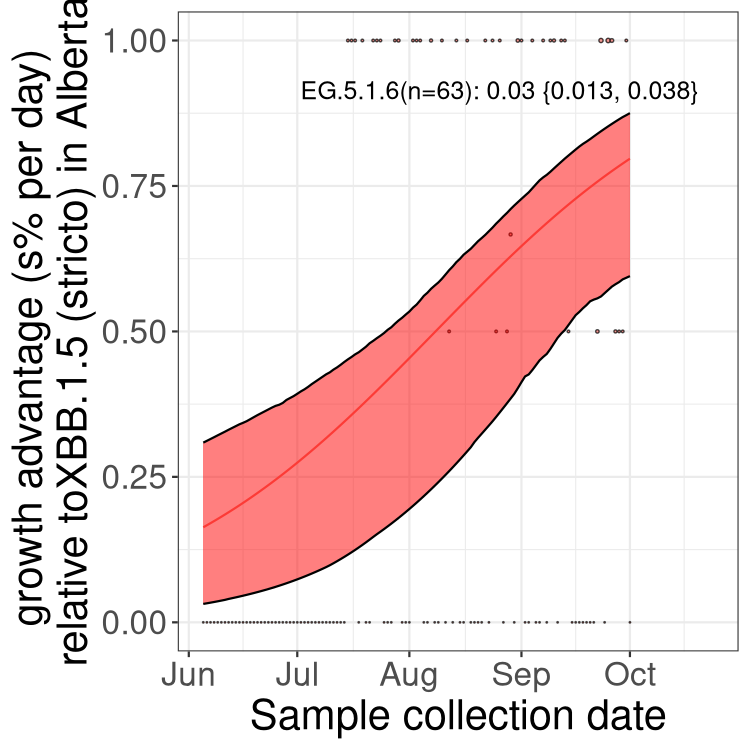 growth advantage (s% per day)
relative toXBB.1.5 (stricto) in Alberta
1.00
0.75
0.50
0.25
0.00
EG.5.1.6(n=63): 0.03 {0.013, 0.038}
Jun Jul Aug Sep Oct
Sample collection date